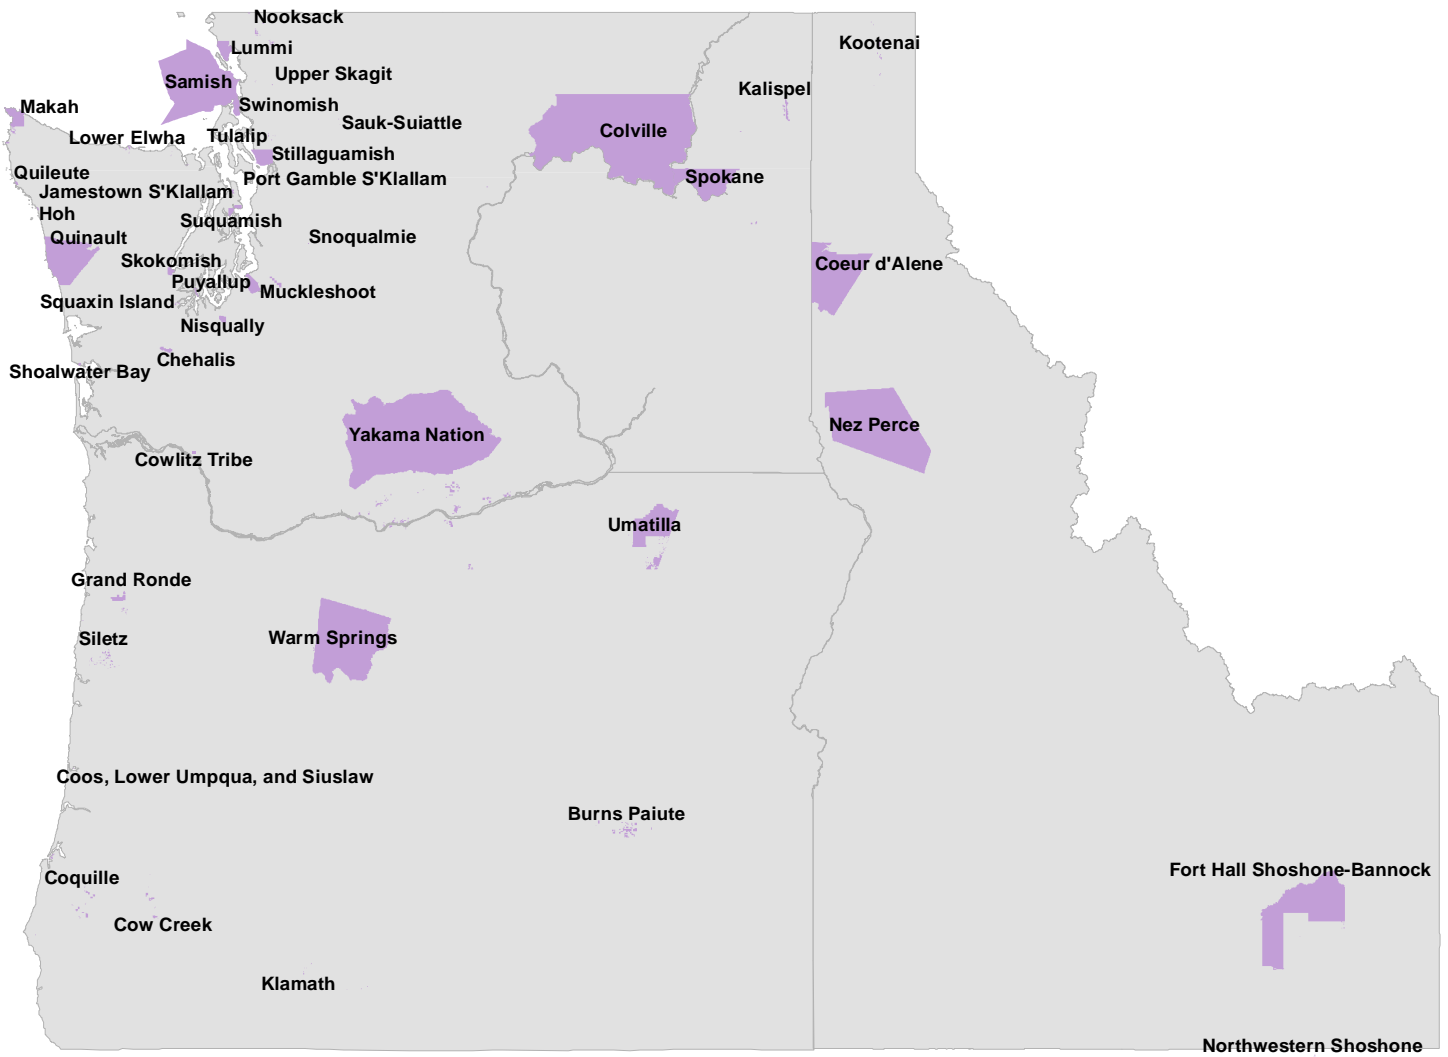 Nooksack
Lummi
Kootenai
Samish
Upper Skagit
Kalispel
Makah
Swinomish
Sauk-Suiattle
Colville
Lower Elwha
Tulalip
Stillaguamish
Quileute
Port Gamble S'Klallam
Spokane
Jamestown S'Klallam
Hoh
Suquamish
Quinault
Snoqualmie
Skokomish
Coeur d'Alene
Puyallup
Muckleshoot
Squaxin Island
Nisqually
Chehalis
Shoalwater Bay
Nez Perce
Yakama Nation
Cowlitz Tribe
Umatilla
Grand Ronde
Siletz
Warm Springs
Coos, Lower Umpqua, and Siuslaw
Burns Paiute
Fort Hall Shoshone-Bannock
Coquille
Cow Creek
Klamath
Northwestern Shoshone